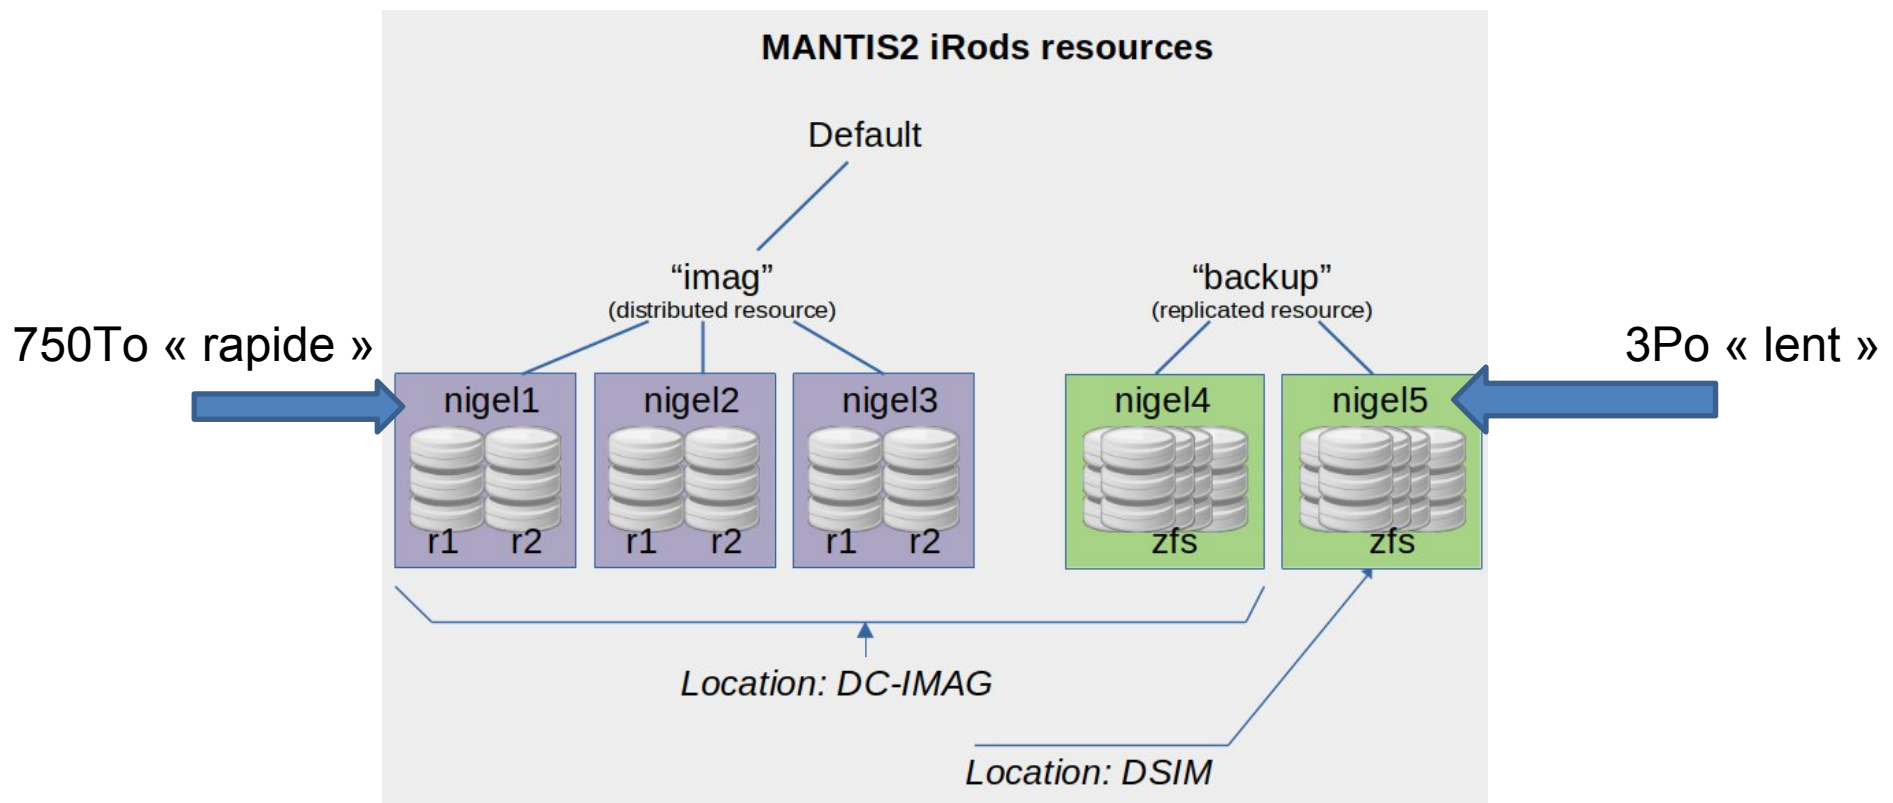 MANTIS2 iRods resources
Default
“imag”
(distributed resource)
“backup”
(replicated resource)
750To « rapide »
3Po « lent »
nigel1
nigel2
nigel3
nigel4
nigel5
r1 r2
r1 r2
r1 r2
zfs
zfs
Location: DC-IMAG
Location: DSIM